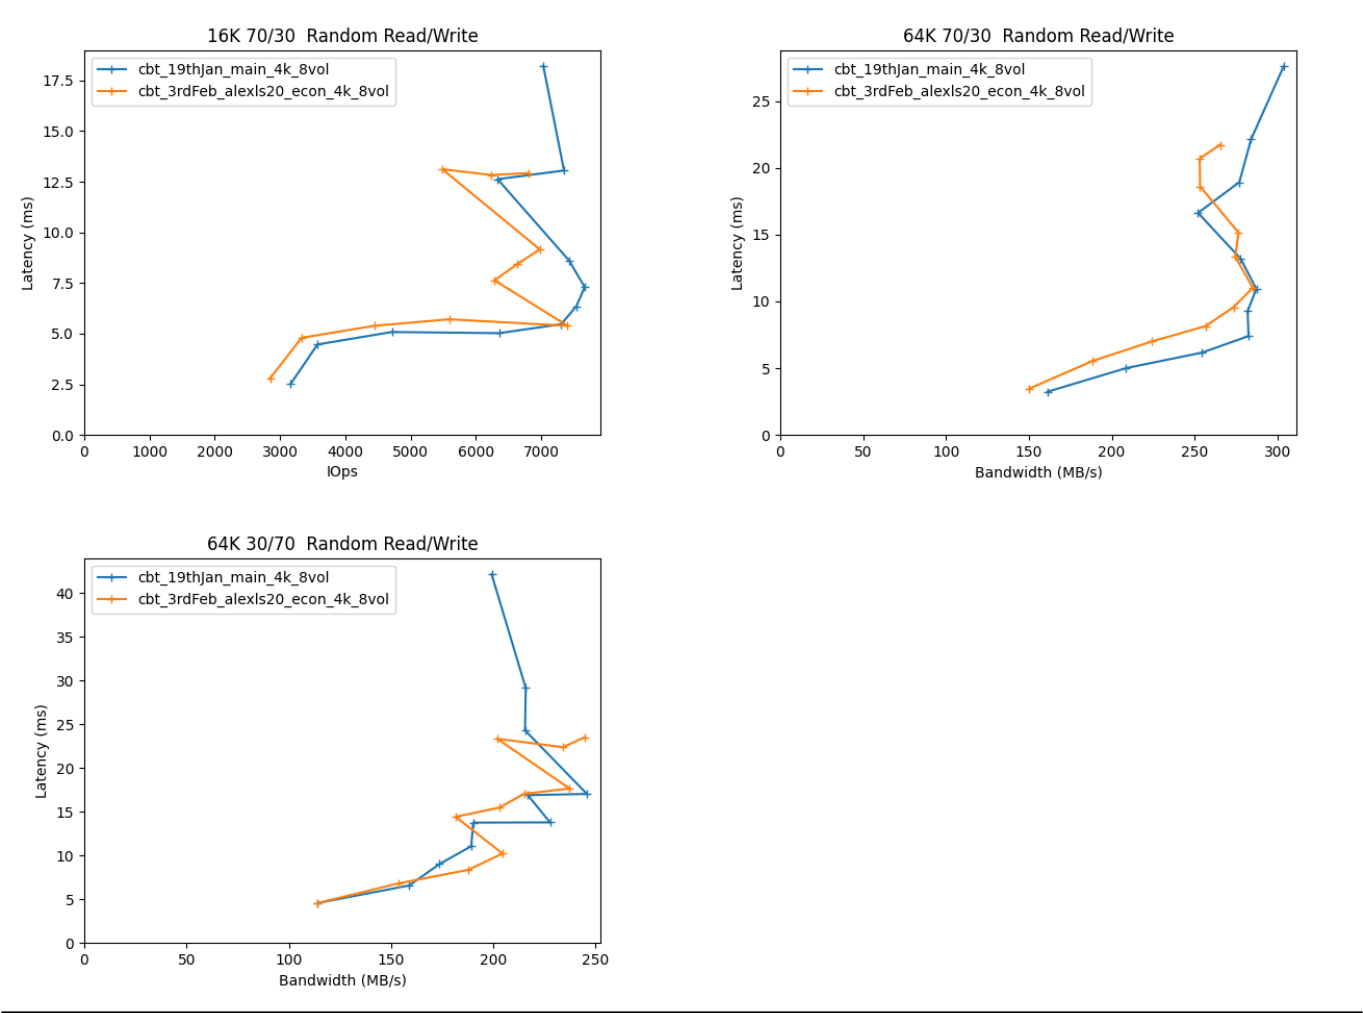 16K 70/30 Random Read/Write
cbt_19thJan_main_4k_8vol
cbt_3rdFeb_alexls20_econ_4k_8vol
17.5
15.0
12.5
10.0
7.5
5.0
2.5
0.0
Latency (ms)
0 1000 2000 3000 4000 5000 6000 7000
IOps
64K 70/30 Random Read/Write
cbt_19thJan_main_4k_8vol
cbt_3rdFeb_alexls20_econ_4k_8vol
25
20
15
10
5
0
Latency (ms)
0 50 100 150 200 250 300
Bandwidth (MB/s)
64K 30/70 Random Read/Write
cbt_19thJan_main_4k_8vol
cbt_3rdFeb_alexls20_econ_4k_8vol
40
35
30
25
20
15
10
5
0
Latency (ms)
0 50 100 150 200 250
Bandwidth (MB/s)